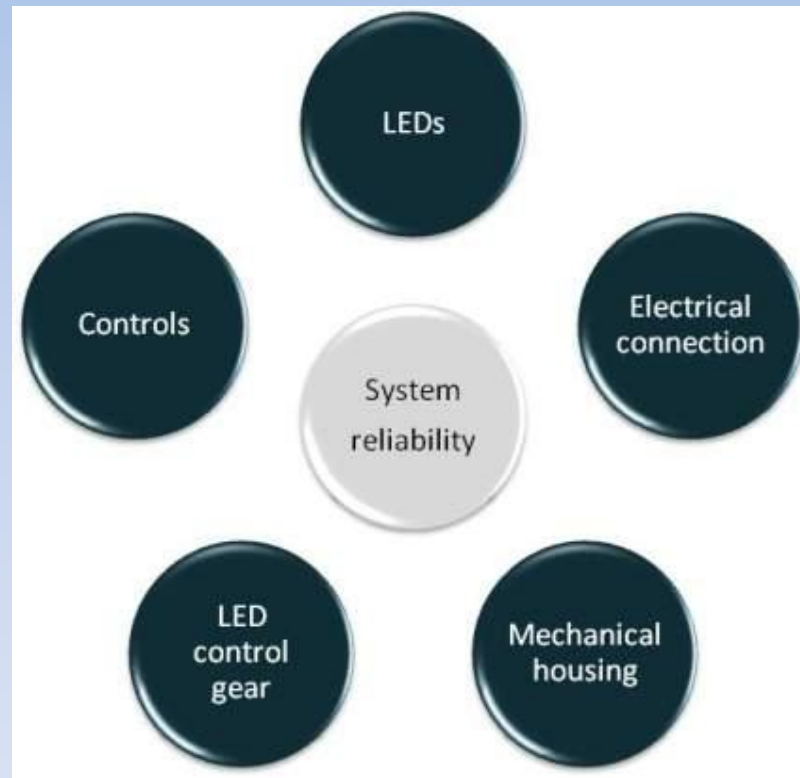 LEDs
Controls
Electrical
connection
System
reliability
LED
control
gear
Mechanical
housing